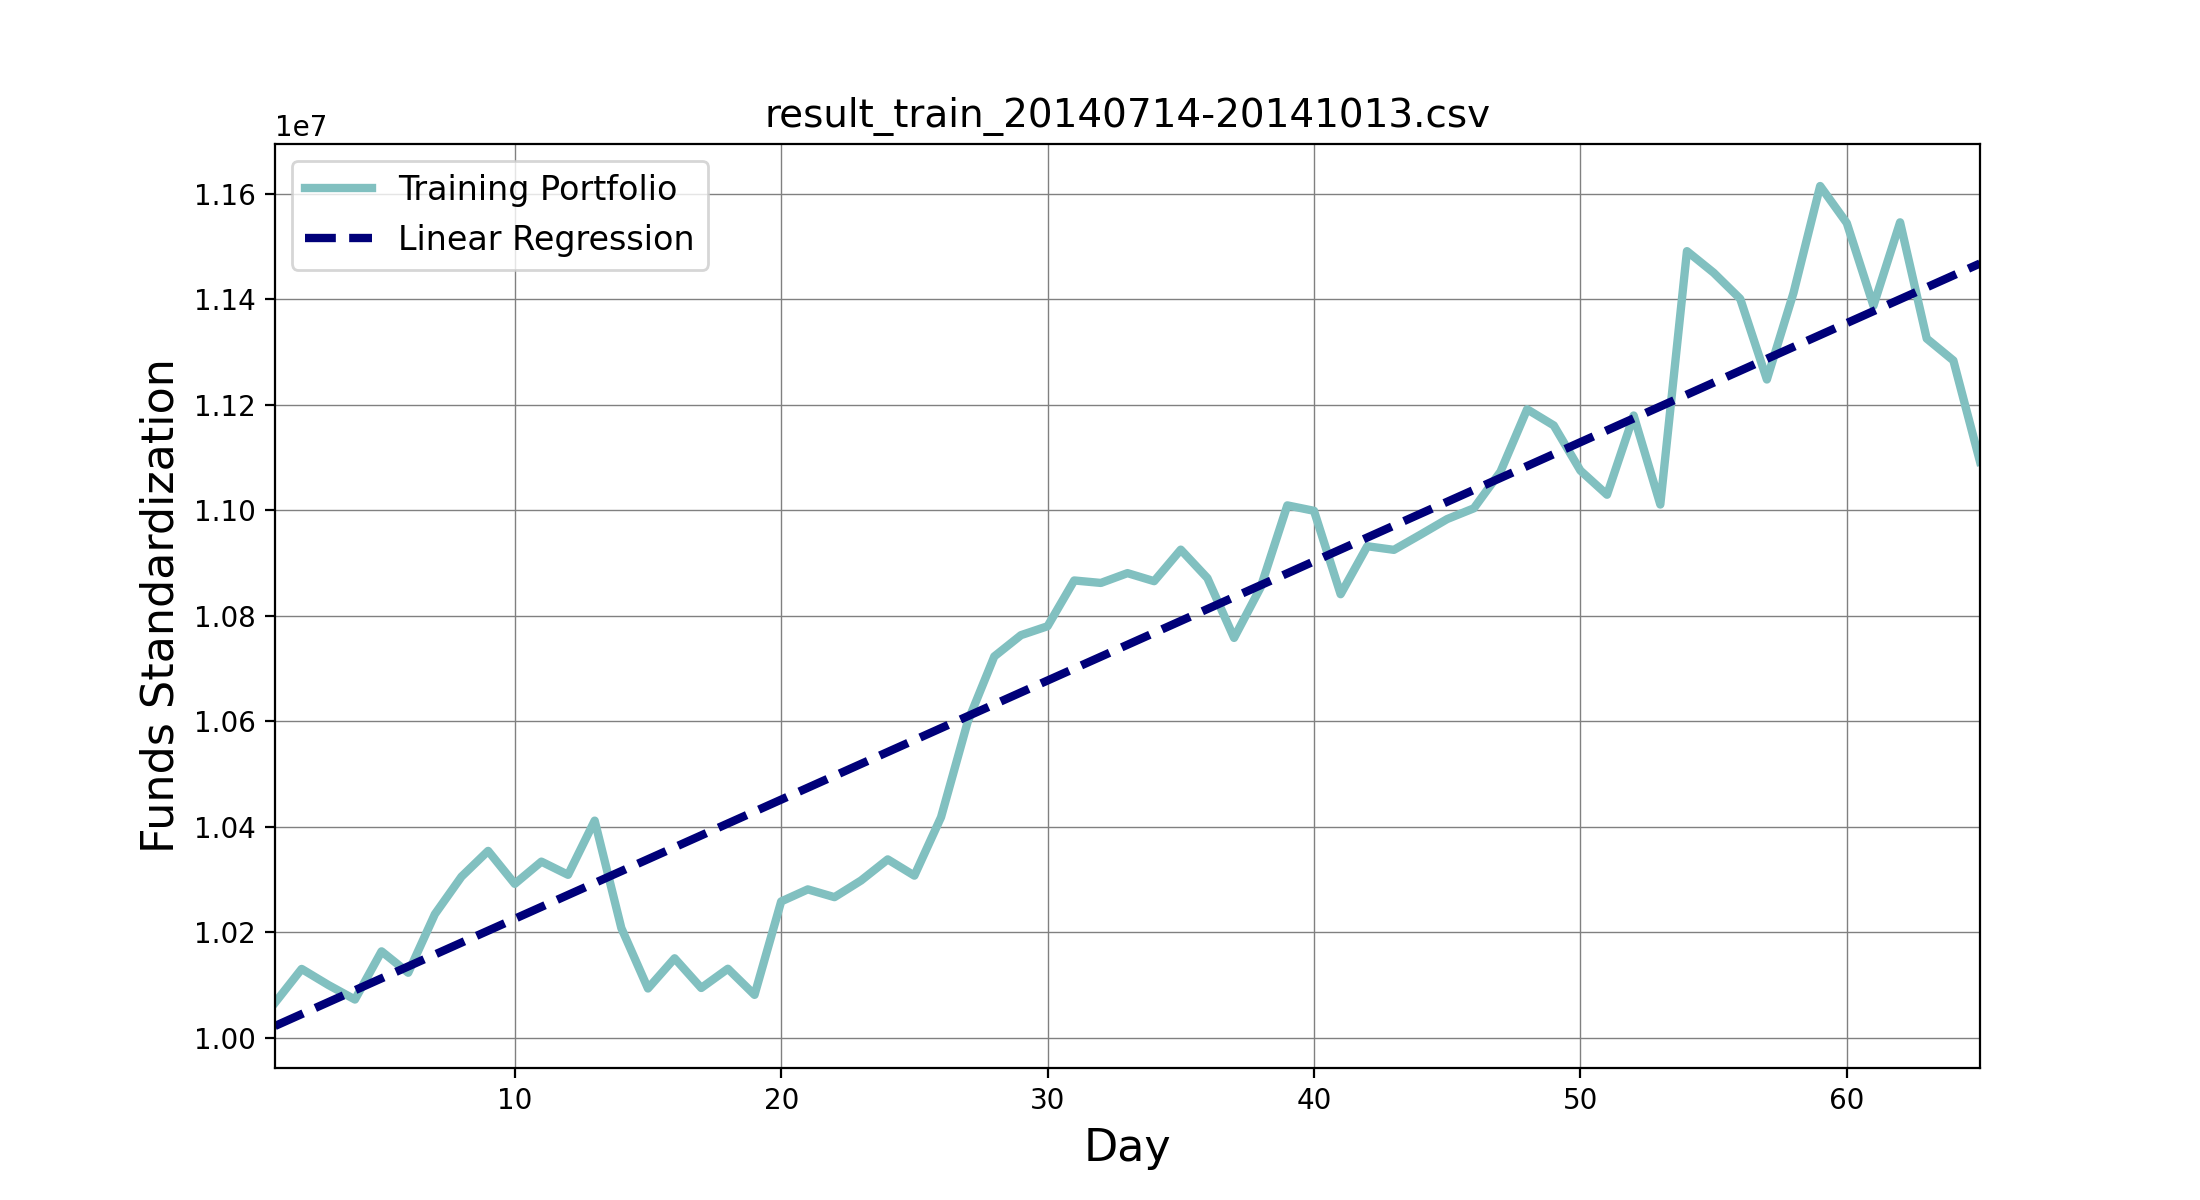 result_train_20140714-20141013.csv
1e7
Training Portfolio
Linear Regression
1.16
1.14
1.12
1.10
1.08
1.06
1.04
1.02
1.00
Funds Standardization
10 20 30 40 50 60
Day